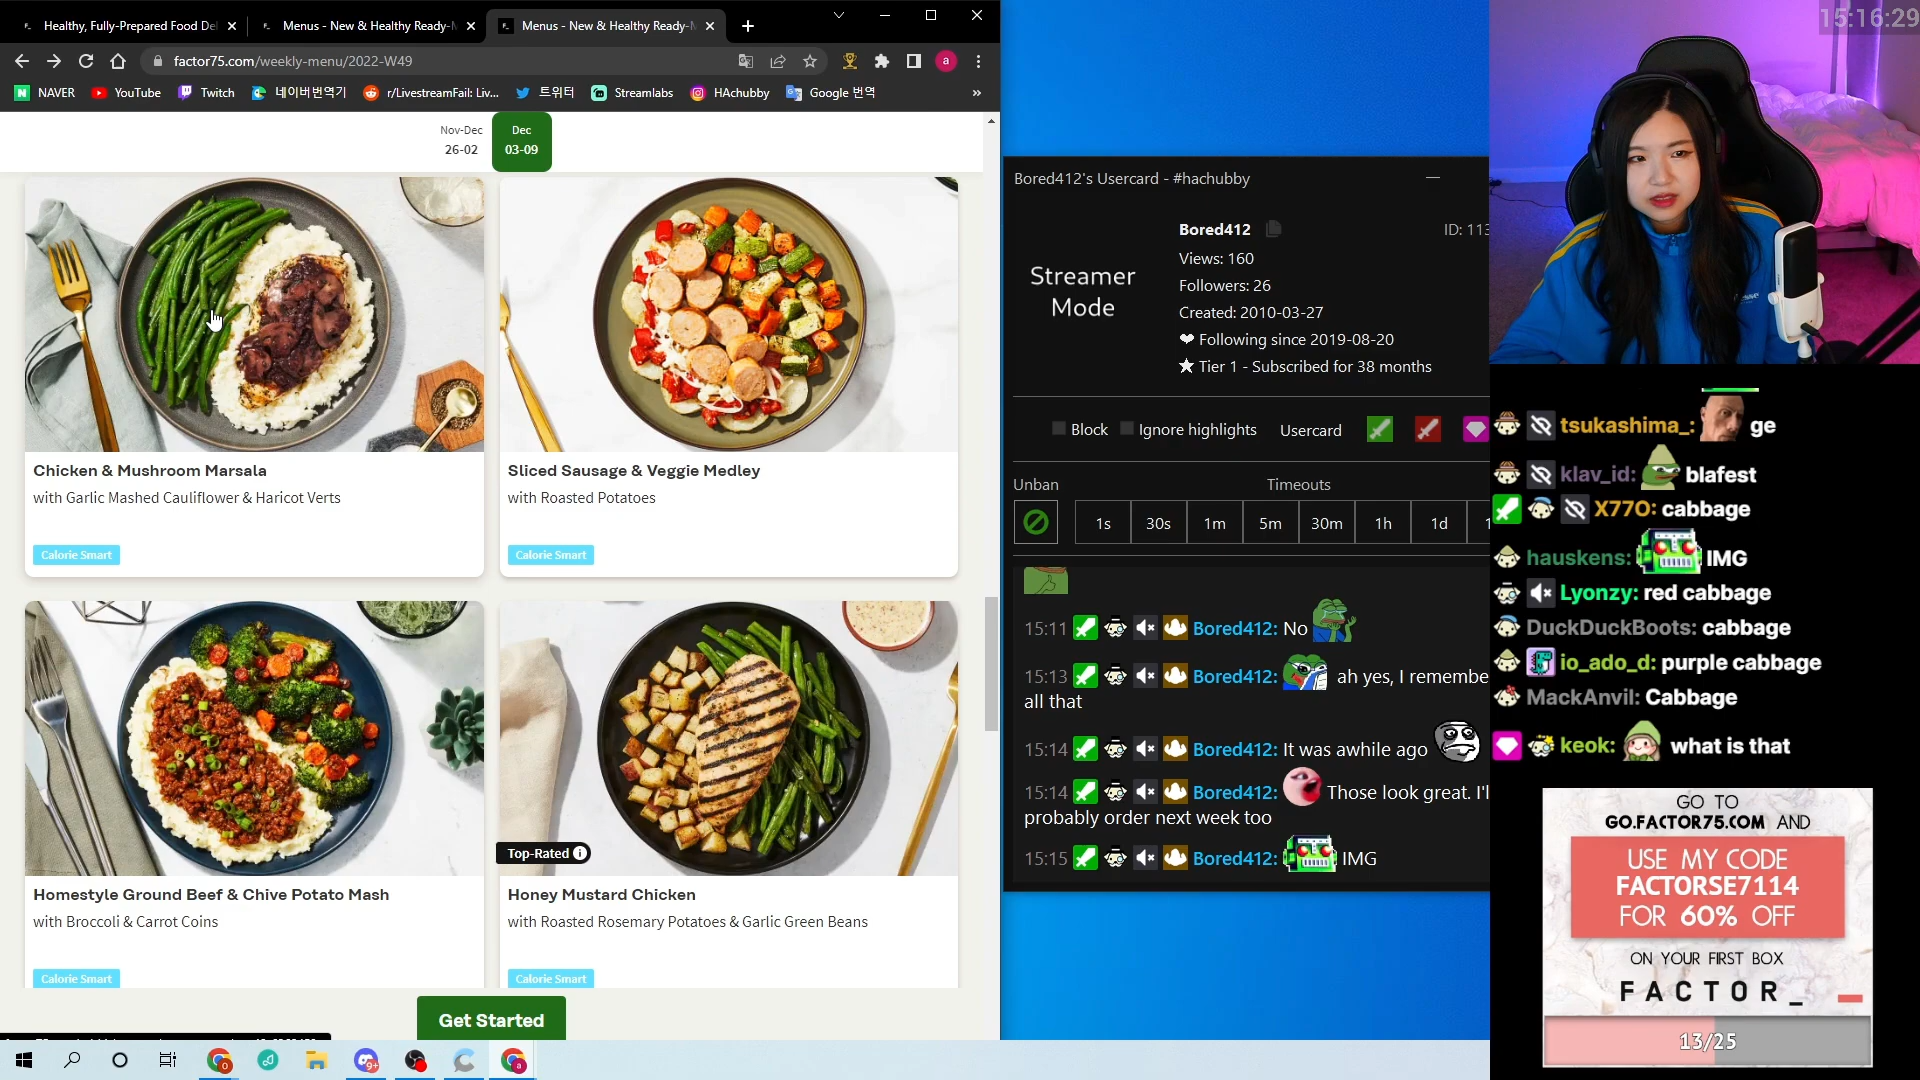 Healthy, Fully-Prepared Food Del
Menus - New & Healthy Ready-M
Menus - New & Healthy Ready-M
factor75.com/weekly-menu/2022-W49
a
NAVER
YouTube
Twitch
네이버번역기
r/LivestreamFail: Liv...
트위터
Streamlabs
HAchubby
Google 번역
»
Nov-Dec
26-02
Dec
03-09
Chicken & Mushroom Marsala
with Garlic Mashed Cauliflower & Haricot Verts
Calorie Smart
Sliced Sausage & Veggie Medley
with Roasted Potatoes
Calorie Smart
Homestyle Ground Beef & Chive Potato Mash
with Broccoli & Carrot Coins
Calorie Smart
Top-Rated
Honey Mustard Chicken
with Roasted Rosemary Potatoes & Garlic Green Beans
Calorie Smart
Get Started
Bored412's Usercard - #hachubby
Streamer
Mode
Bored412
ID: 113
Views: 160
Followers: 26
Created: 2010-03-27
Following since 2019-08-20
Tier 1 - Subscribed for 38 months
Block
Ignore highlights
Usercard
Unban
Timeouts
1s 30s 1m 5m 30m 1h 1d 1
15:11 Bored412: No
15:13 Bored412: ah yes, I remembe
all that
15:14 Bored412: It was awhile ago
15:14 Bored412: Those look great. I'l
probably order next week too
15:15 Bored412: IMG
15:16:29
tsukashima_: ge
klav_id: blafest
X77O: cabbage
hauskens: IMG
Lyonzy: red cabbage
DuckDuckBoots: cabbage
io_ado_d: purple cabbage
MackAnvil: Cabbage
keok: what is that
GO TO
GO.FACTOR75.COM AND
USE MY CODE
FACTORSE7114
FOR 60% OFF
ON YOUR FIRST BOX
FACTOR_
13/25
9+